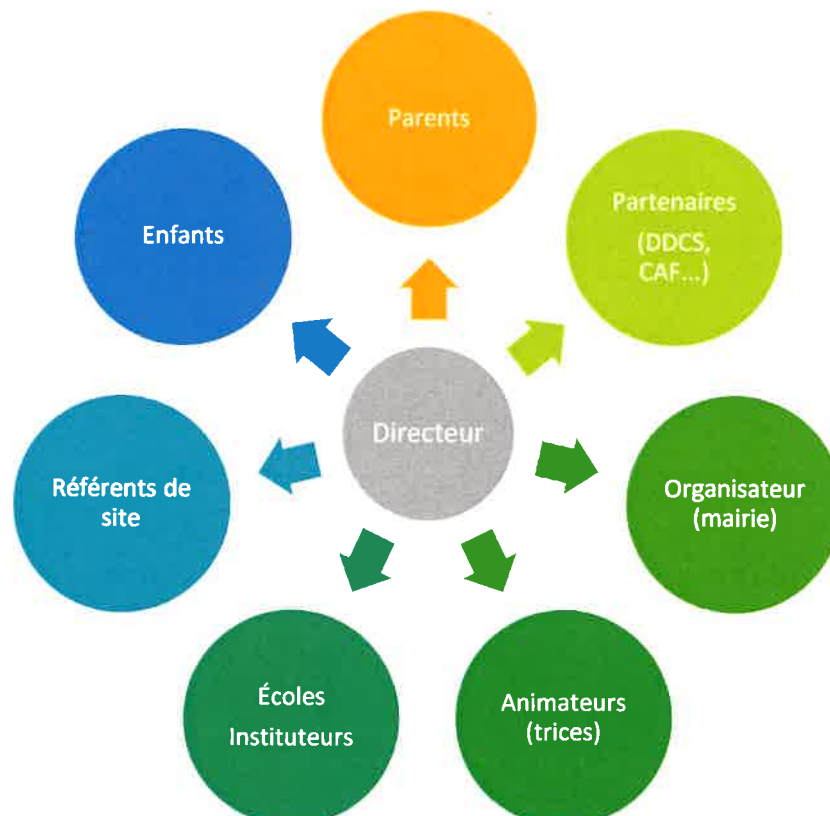 Parents
Partenaires
(DDCS,
CAF...)
Enfants
Directeur
Référents de
site
Organisateur
(mairie)
Écoles
Instituteurs
Animateurs
(trices)